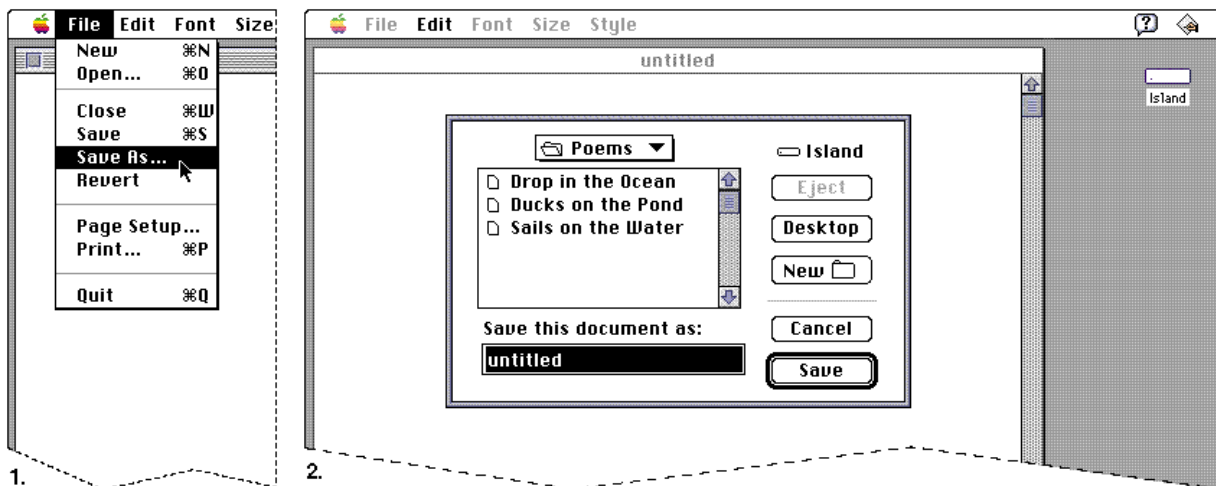 File Edit Font Size
New ⌘N
Open... ⌘O
Close ⌘W
Save ⌘S
Save As...
Revert
Page Setup...
Print... ⌘P
Quit ⌘Q
1.
File Edit Font Size Style
untitled
Island
Poems
Island
Drop in the Ocean
Ducks on the Pond
Sails on the Water
Eject
Desktop
New
Save this document as:
untitled
Cancel
Save
2.